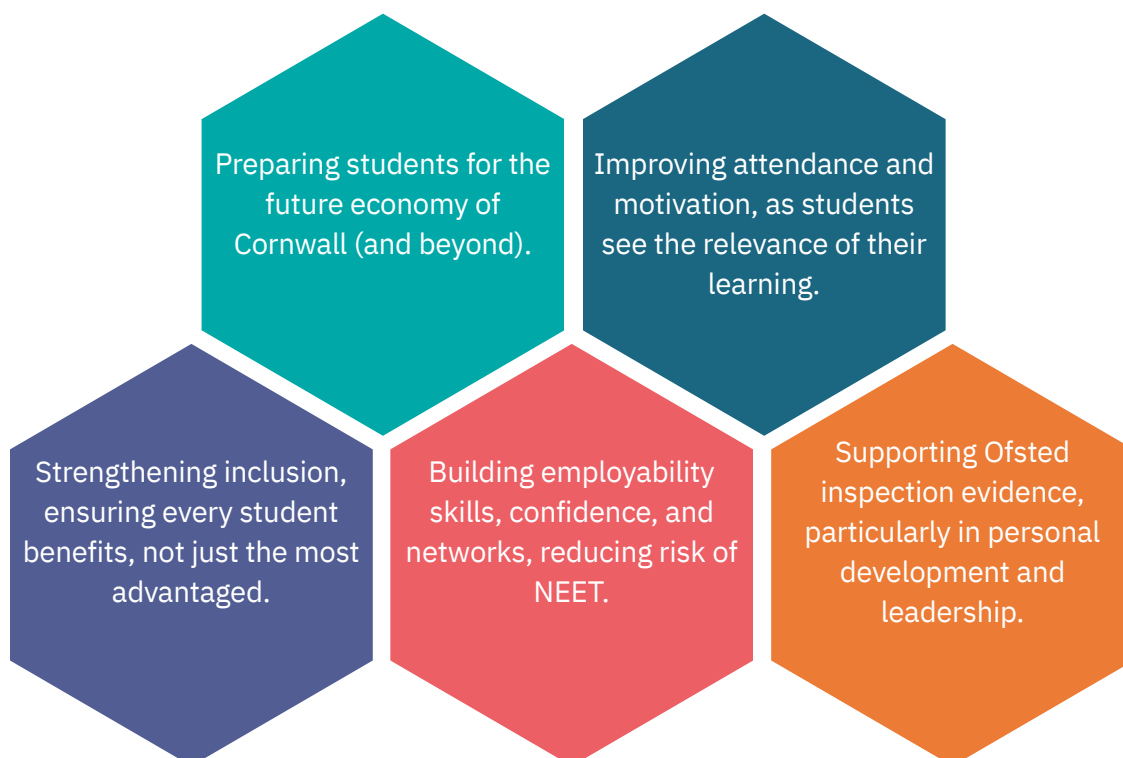 Preparing students for the
future economy of
Cornwall (and beyond).
Improving attendance and
motivation, as students
see the relevance of their
learning.
Strengthening inclusion,
ensuring every student
benefits, not just the most
advantaged.
Building employability
skills, confidence, and
networks, reducing risk of
NEET.
Supporting Ofsted
inspection evidence,
particularly in personal
development and
leadership.